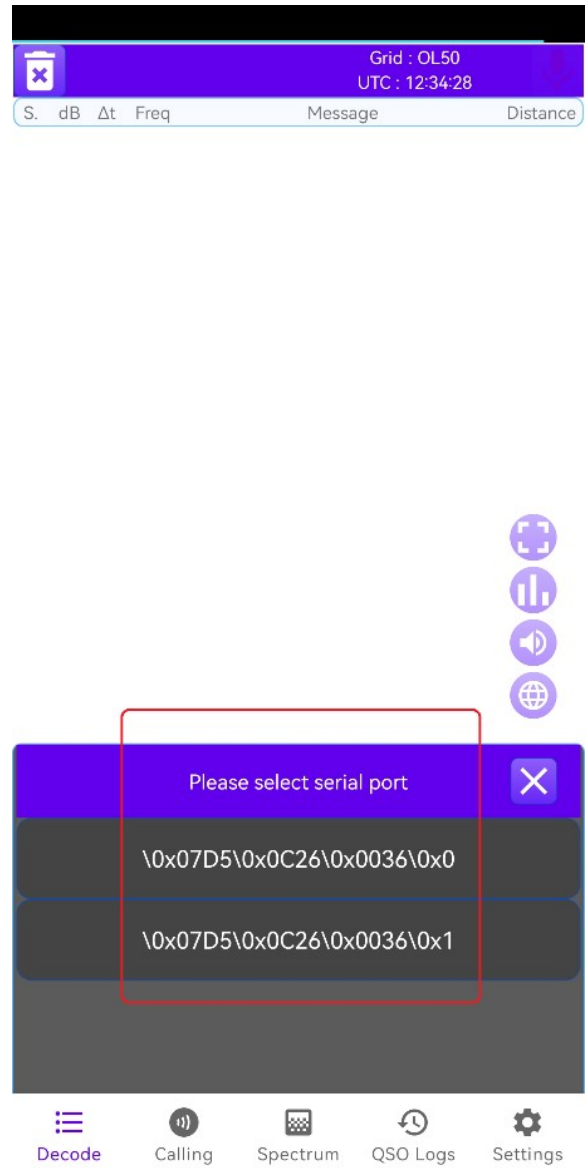 Grid : OL50
UTC : 12:34:28
S. dB Δt Freq Message Distance
Please select serial port
\0x07D5\0x0C26\0x0036\0x0
\0x07D5\0x0C26\0x0036\0x1
Decode Calling Spectrum QSO Logs Settings